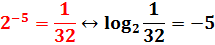 2⁻⁵ = 1/32 ↔ log₂ 1/32 = −5